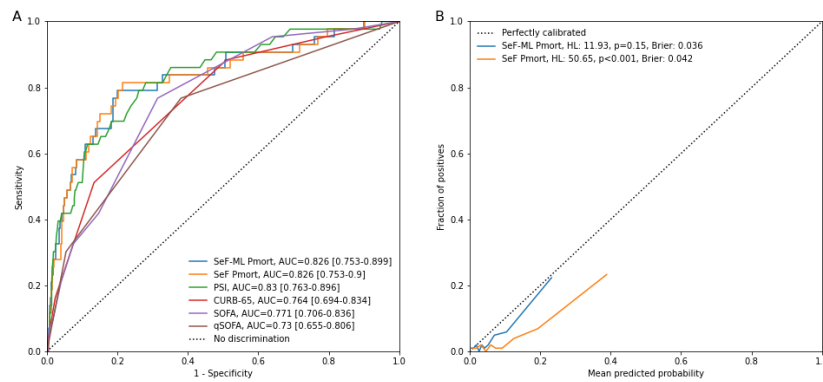 A
1.0
0.8
0.6
0.4
0.2
0.0
Sensitivity
SeF-ML Pmort, AUC=0.826 [0.753-0.899]
SeF Pmort, AUC=0.826 [0.753-0.9]
PSI, AUC=0.83 [0.763-0.896]
CURB-65, AUC=0.764 [0.694-0.834]
SOFA, AUC=0.771 [0.706-0.836]
qSOFA, AUC=0.73 [0.655-0.806]
No discrimination
0.0 0.2 0.4 0.6 0.8 1.0
1 - Specificity
B
1.0
0.8
0.6
0.4
0.2
0.0
Fraction of positives
Perfectly calibrated
SeF-ML Pmort, HL: 11.93, p=0.15, Brier: 0.036
SeF Pmort, HL: 50.65, p<0.001, Brier: 0.042
0.0 0.2 0.4 0.6 0.8 1.0
Mean predicted probability